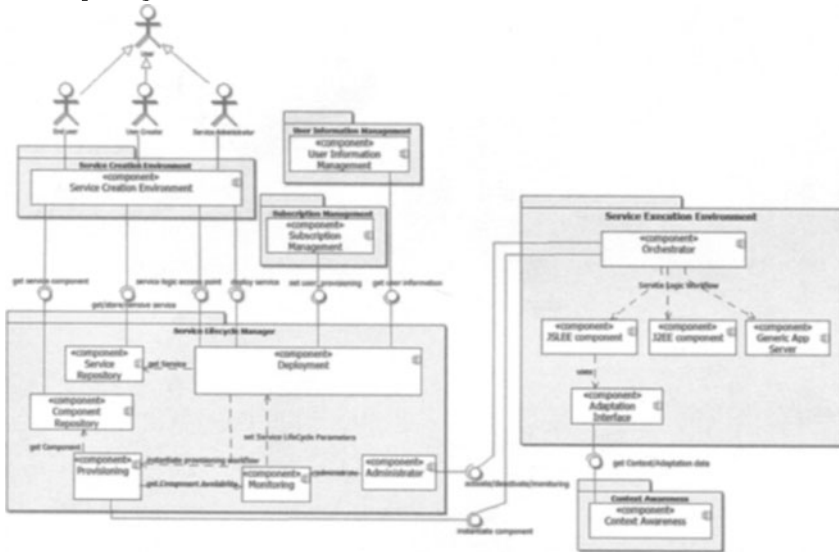 User
End user
User Creator
Service Administrator
Service Creation Environment
«component»
Service Creation Environment
User Information Management
«component»
User Information
Management
Subscription Management
«component»
Subscription
Management
get service component
get/store/remove service
service logic access point
deploy service
set user provisioning
get user information
Service Lifecycle Manager
«component»
Service
Repository
get Service
«component»
Deployment
«component»
Component
Repository
set Service LifeCycle Parameters
get Component
instantiate provisioning workflow
«component»
Provisioning
get Component Availability
«component»
Monitoring
administrate
«component»
Administrator
activate/deactivate/monitoring
instantiate component
Service Execution Environment
«component»
Orchestrator
Service Logic Workflow
«component»
JSLEE component
«component»
J2EE component
«component»
Generic App
Server
uses
«component»
Adaptation
Interface
get Context/Adaptation data
Context Awareness
«component»
Context Awareness